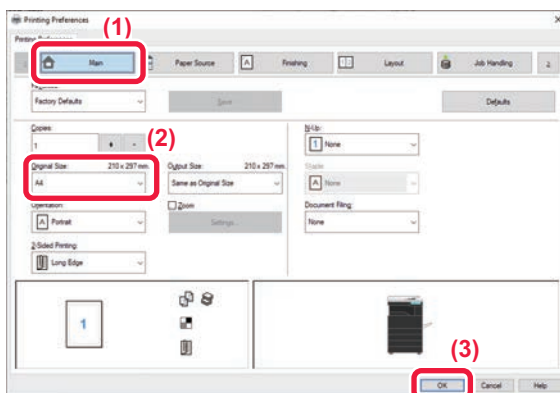 Printing Preferences
(1)
Printing Preferences
Main
Paper Source
A
Finishing
Layout
Job Handling
Factory Defaults
Save
Defaults
Copies:
1
+
-
(2)
N-Up:
1 None
Original Size: 210 x 297 mm.
Output Size: 210 x 297 mm.
Staple
A4
Same as Original Size
A None
Orientation:
Zoom
Document Filing:
A Portrait
Settings...
None
2-Sided Printing:
Long Edge
1
(3)
OK
Cancel
Help